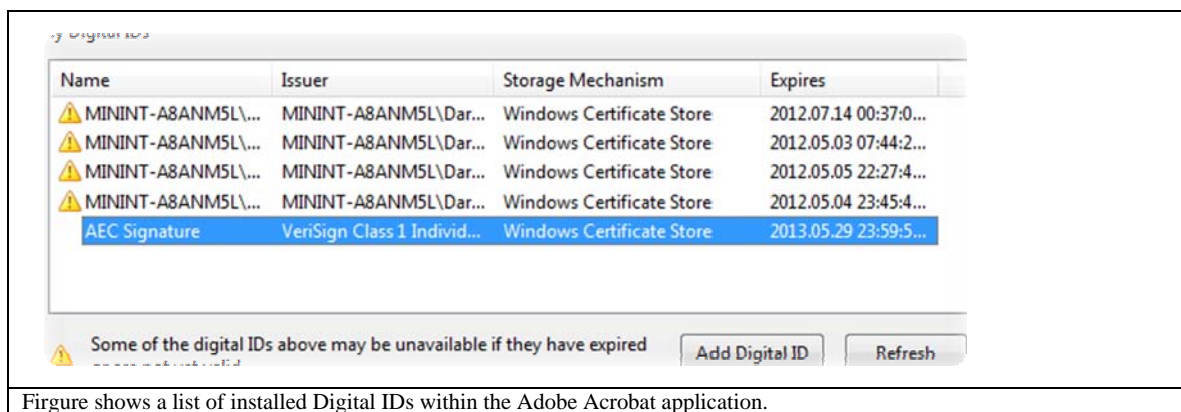 Name Issuer Storage Mechanism Expires
MININT-A8ANM5L\... MININT-A8ANM5L\Dar... Windows Certificate Store 2012.07.14 00:37:0...
MININT-A8ANM5L\... MININT-A8ANM5L\Dar... Windows Certificate Store 2012.05.03 07:44:2...
MININT-A8ANM5L\... MININT-A8ANM5L\Dar... Windows Certificate Store 2012.05.05 22:27:4...
MININT-A8ANM5L\... MININT-A8ANM5L\Dar... Windows Certificate Store 2012.05.04 23:45:4...
AEC Signature VeriSign Class 1 Individ... Windows Certificate Store 2013.05.29 23:59:5...
Some of the digital IDs above may be unavailable if they have expired
Add Digital ID Refresh
Firgure shows a list of installed Digital IDs within the Adobe Acrobat application.